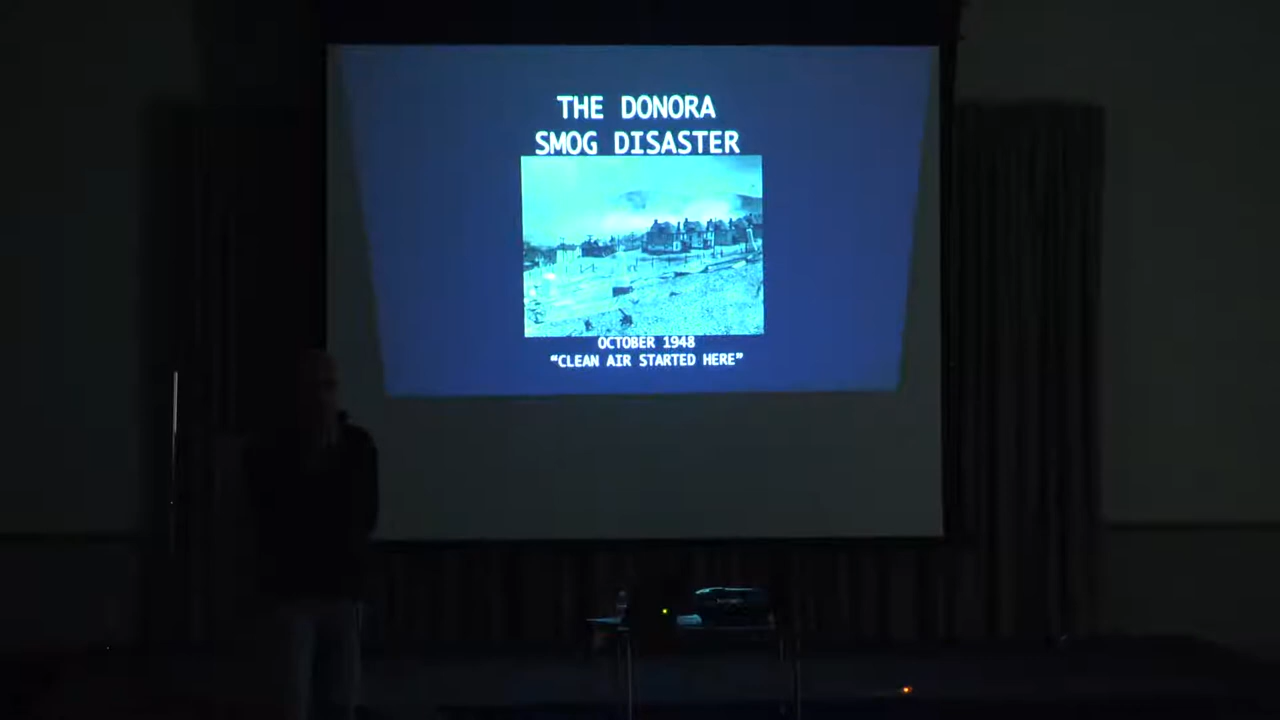 THE DONORA
SMOG DISASTER
OCTOBER 1948
“CLEAN AIR STARTED HERE”